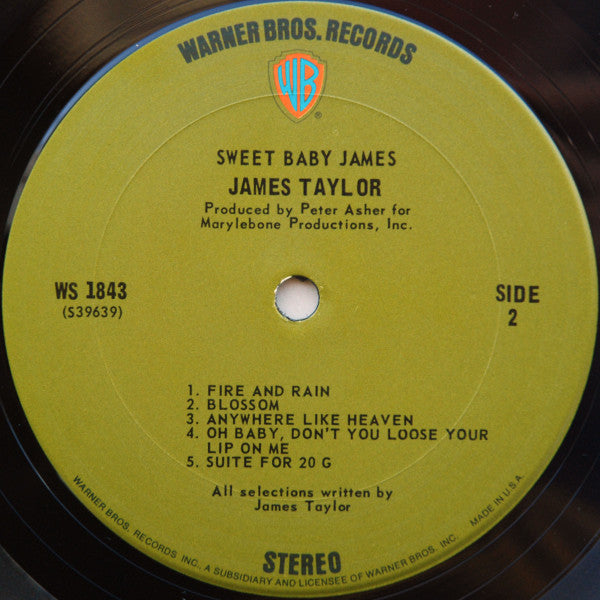 WARNER BROS. RECORDS
WB
®
SWEET BABY JAMES
JAMES TAYLOR
Produced by Peter Asher for
Marylebone Productions, Inc.
WS 1843
(S39639)
SIDE
2
1. FIRE AND RAIN
2. BLOSSOM
3. ANYWHERE LIKE HEAVEN
4. OH BABY, DON'T YOU LOOSE YOUR
LIP ON ME
5. SUITE FOR 20 G
All selections written by
James Taylor
STEREO
WARNER BROS. RECORDS INC., A SUBSIDIARY AND LICENSEE OF WARNER BROS. INC. MADE IN U.S.A.